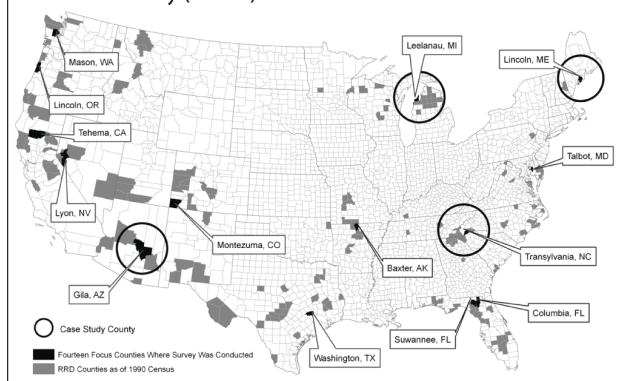 Leelanau, MI
Lincoln, ME
Mason, WA
Lincoln, OR
Tehema, CA
Talbot, MD
Lyon, NV
Montezuma, CO
Transylvania, NC
Baxter, AK
Gila, AZ
Columbia, FL
Suwannee, FL
Case Study County
Washington, TX
Fourteen Focus Counties Where Survey Was Conducted
RRD Counties as of 1990 Census